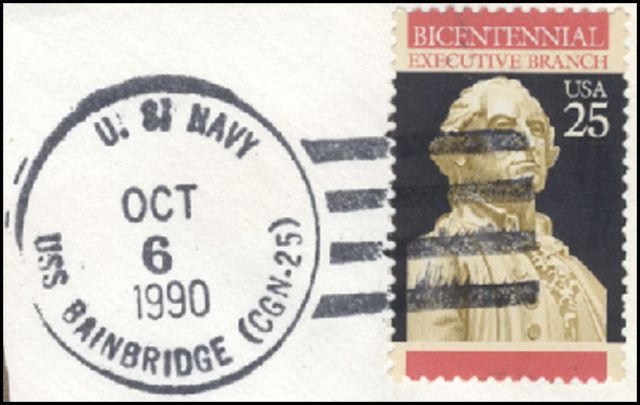 U. S. NAVY
OCT
6
1990
USS BAINBRIDGE (CGN-25)
BICENTENNIAL
EXECUTIVE BRANCH
USA
25